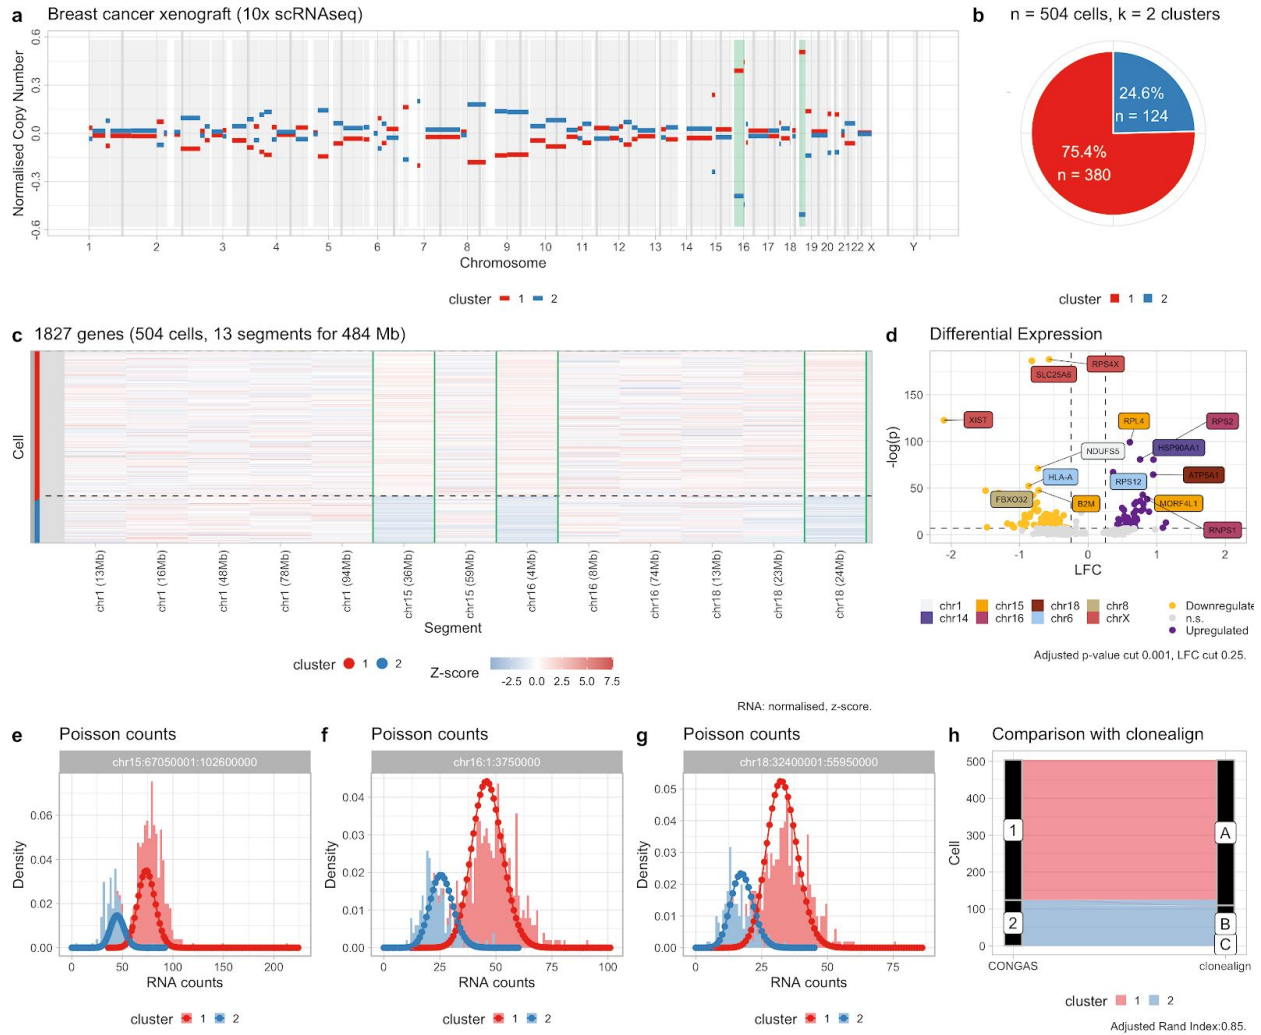 a Breast cancer xenograft (10x scRNAseq)
Normalised Copy Number
0.6
0.3
0.0
-0.3
-0.6
1 2 3 4 5 6 7 8 9 10 11 12 13 14 15 16 17 18 19 20 2122 X Y
Chromosome
cluster 1 2
b n = 504 cells, k = 2 clusters
24.6%
n = 124
75.4%
n = 380
cluster 1 2
c 1827 genes (504 cells, 13 segments for 484 Mb)
Cell
chr1 (13Mb)
chr1 (16Mb)
chr1 (48Mb)
chr1 (78Mb)
chr1 (94Mb)
chr15 (36Mb)
chr15 (59Mb)
chr16 (4Mb)
chr16 (8Mb)
chr16 (74Mb)
chr18 (13Mb)
chr18 (23Mb)
chr18 (24Mb)
Segment
cluster 1 2
Z-score
-2.5 0.0 2.5 5.0 7.5
RNA: normalised, z-score.
d Differential Expression
-log(p)
150
100
50
0
RPS4X
SLC25A6
XIST
RPL4
RPS2
NDUFS5
HSP90AA1
HLA-A
RPS12
ATP5A1
FBXO32
B2M
MORF4L1
RNPS1
-2 -1 0 1 2
LFC
chr1 chr15 chr18 chr8
chr14 chr16 chr6 chrX
Downregulate
n.s.
Upregulated
Adjusted p-value cut 0.001, LFC cut 0.25.
e Poisson counts
chr15:67050001:102600000
Density
0.06
0.04
0.02
0.00
0 50 100 200
RNA counts
cluster 1 2
f Poisson counts
chr16:1:3750000
Density
0.04
0.03
0.02
0.01
0.00
0 25 50 75 100
RNA counts
cluster 1 2
g Poisson counts
chr18:32400001:55950000
Density
0.05
0.04
0.03
0.02
0.01
0.00
0 25 50 75
RNA counts
cluster 1 2
h Comparison with clonealign
Cell
500
400
300
200
100
0
1
2
A
B
C
CONGAS clonealign
cluster 1 2
Adjusted Rand Index:0.85.